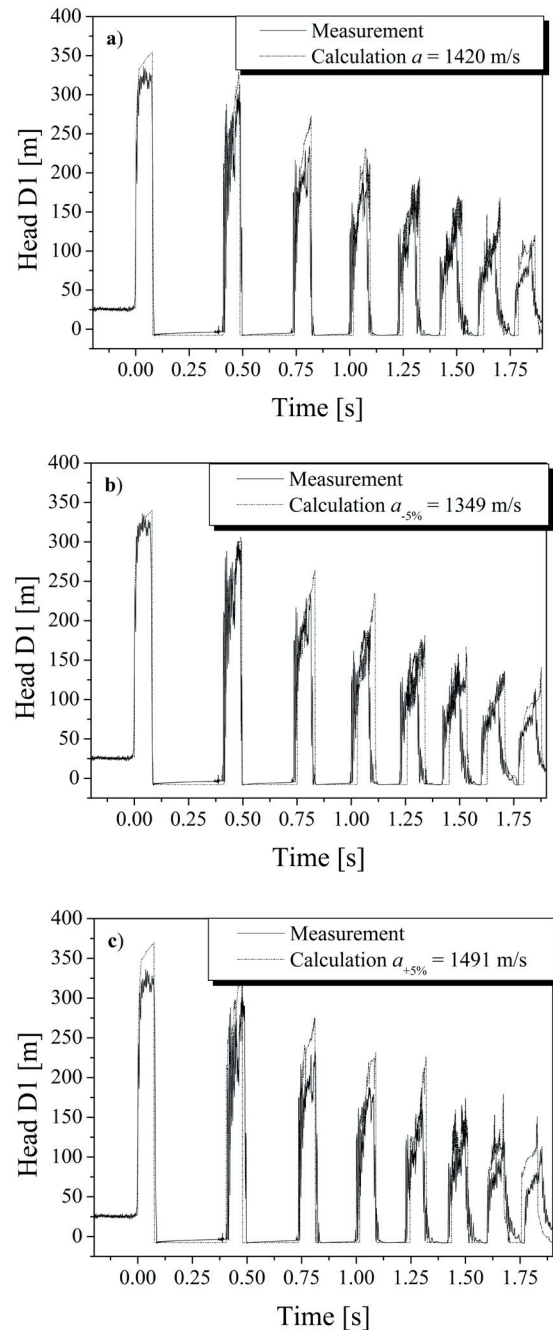 a)
Measurement
Calculation a = 1420 m/s
Head D1 [m]
400
350
300
250
200
150
100
50
0
0.00 0.25 0.50 0.75 1.00 1.25 1.50 1.75
Time [s]
b)
Measurement
Calculation a-5% = 1349 m/s
Head D1 [m]
400
350
300
250
200
150
100
50
0
0.00 0.25 0.50 0.75 1.00 1.25 1.50 1.75
Time [s]
c)
Measurement
Calculation a+5% = 1491 m/s
Head D1 [m]
400
350
300
250
200
150
100
50
0
0.00 0.25 0.50 0.75 1.00 1.25 1.50 1.75
Time [s]